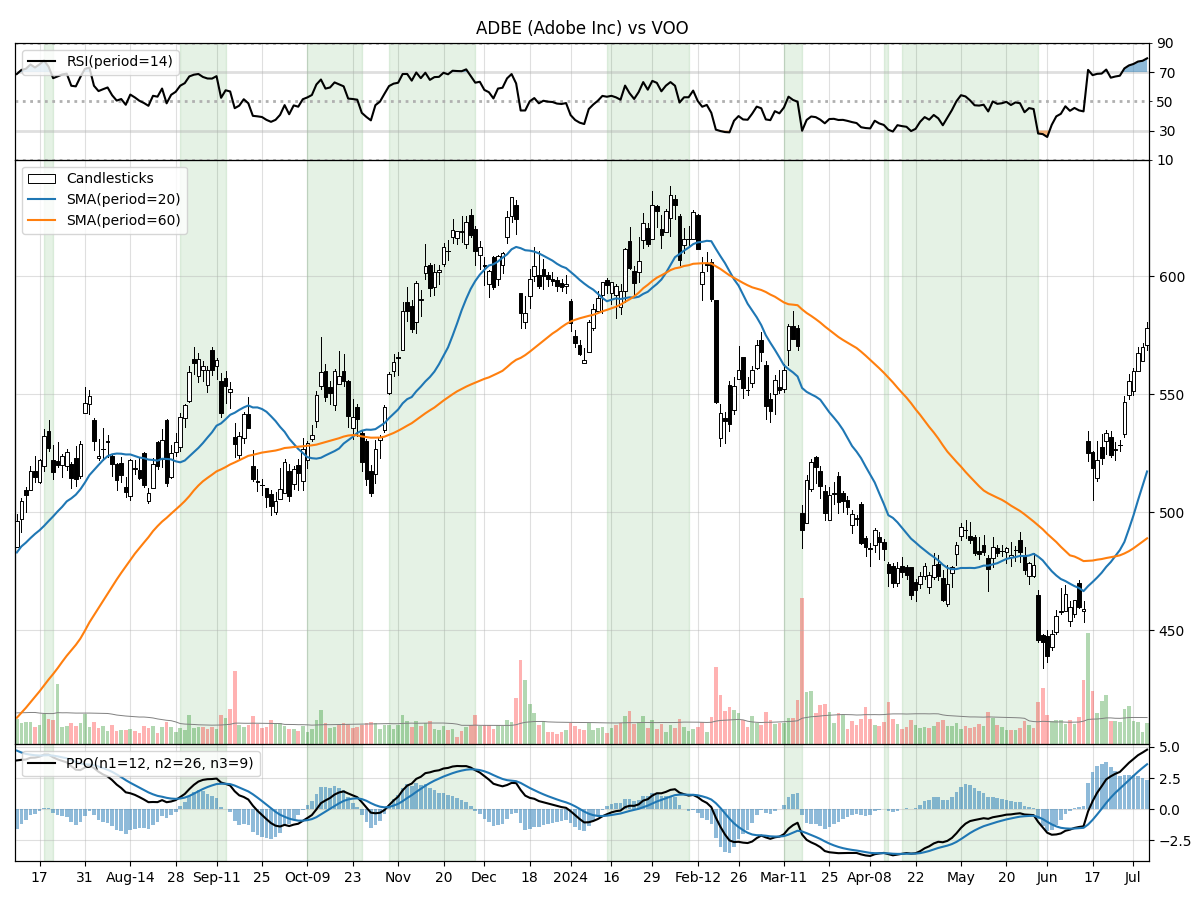 ADBE (Adobe Inc) vs VOO
RSI(period=14)
90
70
50
30
10
Candlesticks
SMA(period=20)
SMA(period=60)
600
550
500
450
PPO(n1=12, n2=26, n3=9)
5.0
2.5
0.0
−2.5
17 31 Aug-14 28 Sep-11 25 Oct-09 23 Nov 20 Dec 18 2024 16 29 Feb-12 26 Mar-11 25 Apr-08 22 May 20 Jun 17 Jul